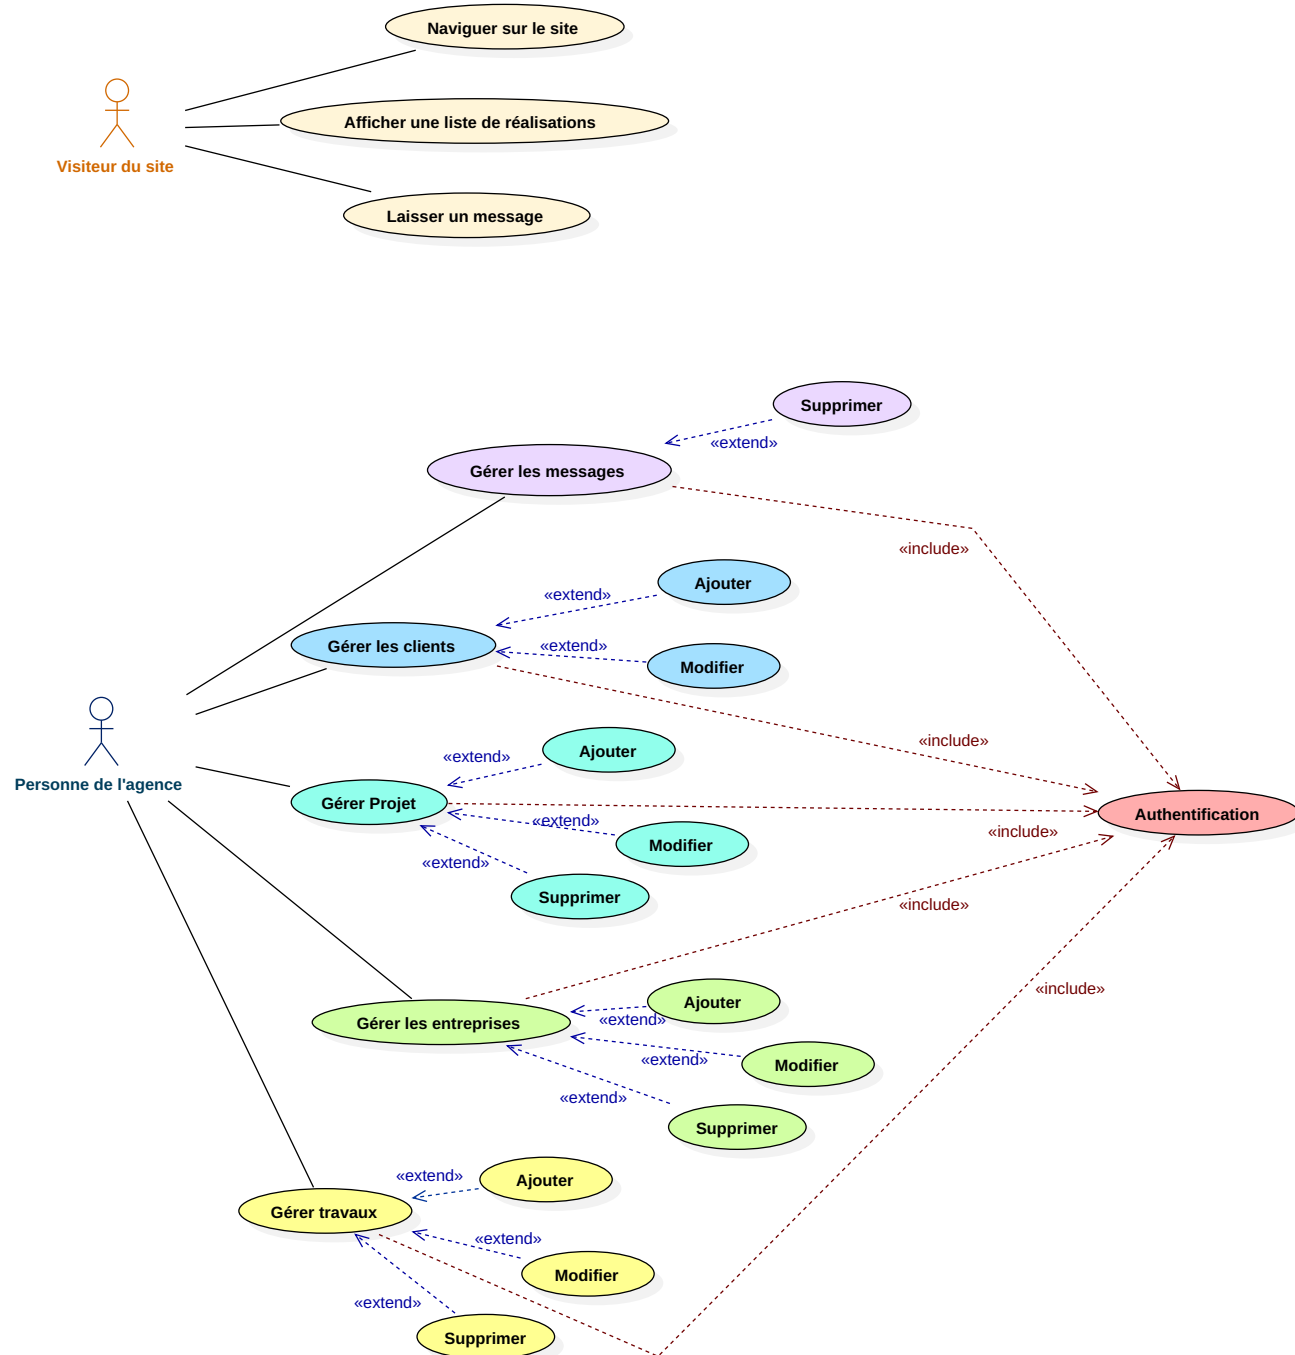 Naviguer sur le site
Afficher une liste de réalisations
Visiteur du site
Laisser un message
Supprimer
«extend»
Gérer les messages
«include»
Ajouter
«extend»
Gérer les clients
«extend»
Modifier
«include»
Ajouter
«extend»
Personne de l'agence
Gérer Projet
«extend»
Modifier
«extend»
Supprimer
Authentification
«include»
«include»
«include»
Ajouter
«extend»
Gérer les entreprises
«extend»
Modifier
«extend»
Supprimer
«extend»
Ajouter
Gérer travaux
«extend»
Modifier
«extend»
Supprimer